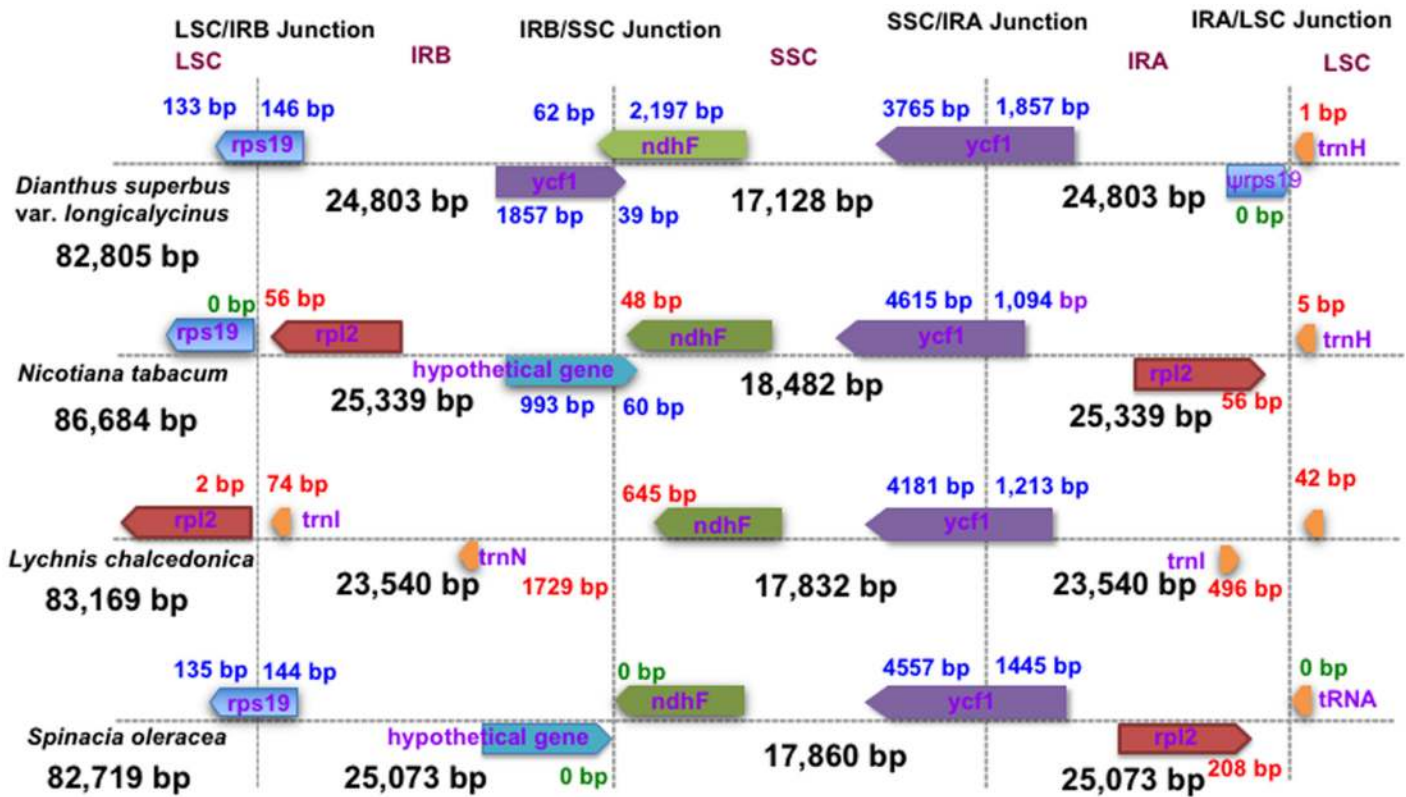 LSC/IRB Junction IRB/SSC Junction SSC/IRA Junction IRA/LSC Junction
LSC IRB SSC IRA LSC
133 bp 146 bp 62 bp 2,197 bp 3765 bp 1,857 bp 1 bp
rps19 ndhF ycf1 trnH
Dianthus superbus ycf1 ψrps19
var. longicalycinus 24,803 bp 1857 bp 39 bp 17,128 bp 24,803 bp 0 bp
82,805 bp
0 bp 56 bp 48 bp 4615 bp 1,094 bp 5 bp
rps19 rpl2 ndhF ycf1 trnH
Nicotiana tabacum hypothetical gene rpl2
86,684 bp 25,339 bp 993 bp 60 bp 18,482 bp 25,339 bp 56 bp
2 bp 74 bp 645 bp 4181 bp 1,213 bp 42 bp
rpl2 trnI ndhF ycf1
Lychnis chalcedonica trnN trnI
83,169 bp 23,540 bp 1729 bp 17,832 bp 23,540 bp 496 bp
135 bp 144 bp 0 bp 4557 bp 1445 bp 0 bp
rps19 ndhF ycf1 tRNA
Spinacia oleracea hypothetical gene rpl2
82,719 bp 25,073 bp 0 bp 17,860 bp 25,073 bp 208 bp